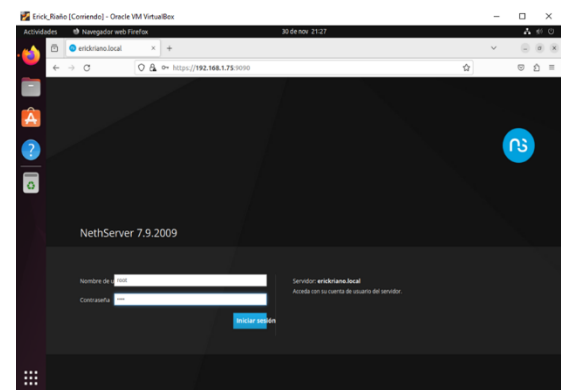 Erick_Riaño [Corriendo] - Oracle VM VirtualBox
Actividades Navegador web Firefox 30 de nov 21:27
erickriano.local
https://192.168.1.75:9090
NethServer 7.9.2009
Nombre de root
Contraseña
Iniciar sesión
Servidor: erickriano.local
Acceda con su cuenta de usuario del servidor.